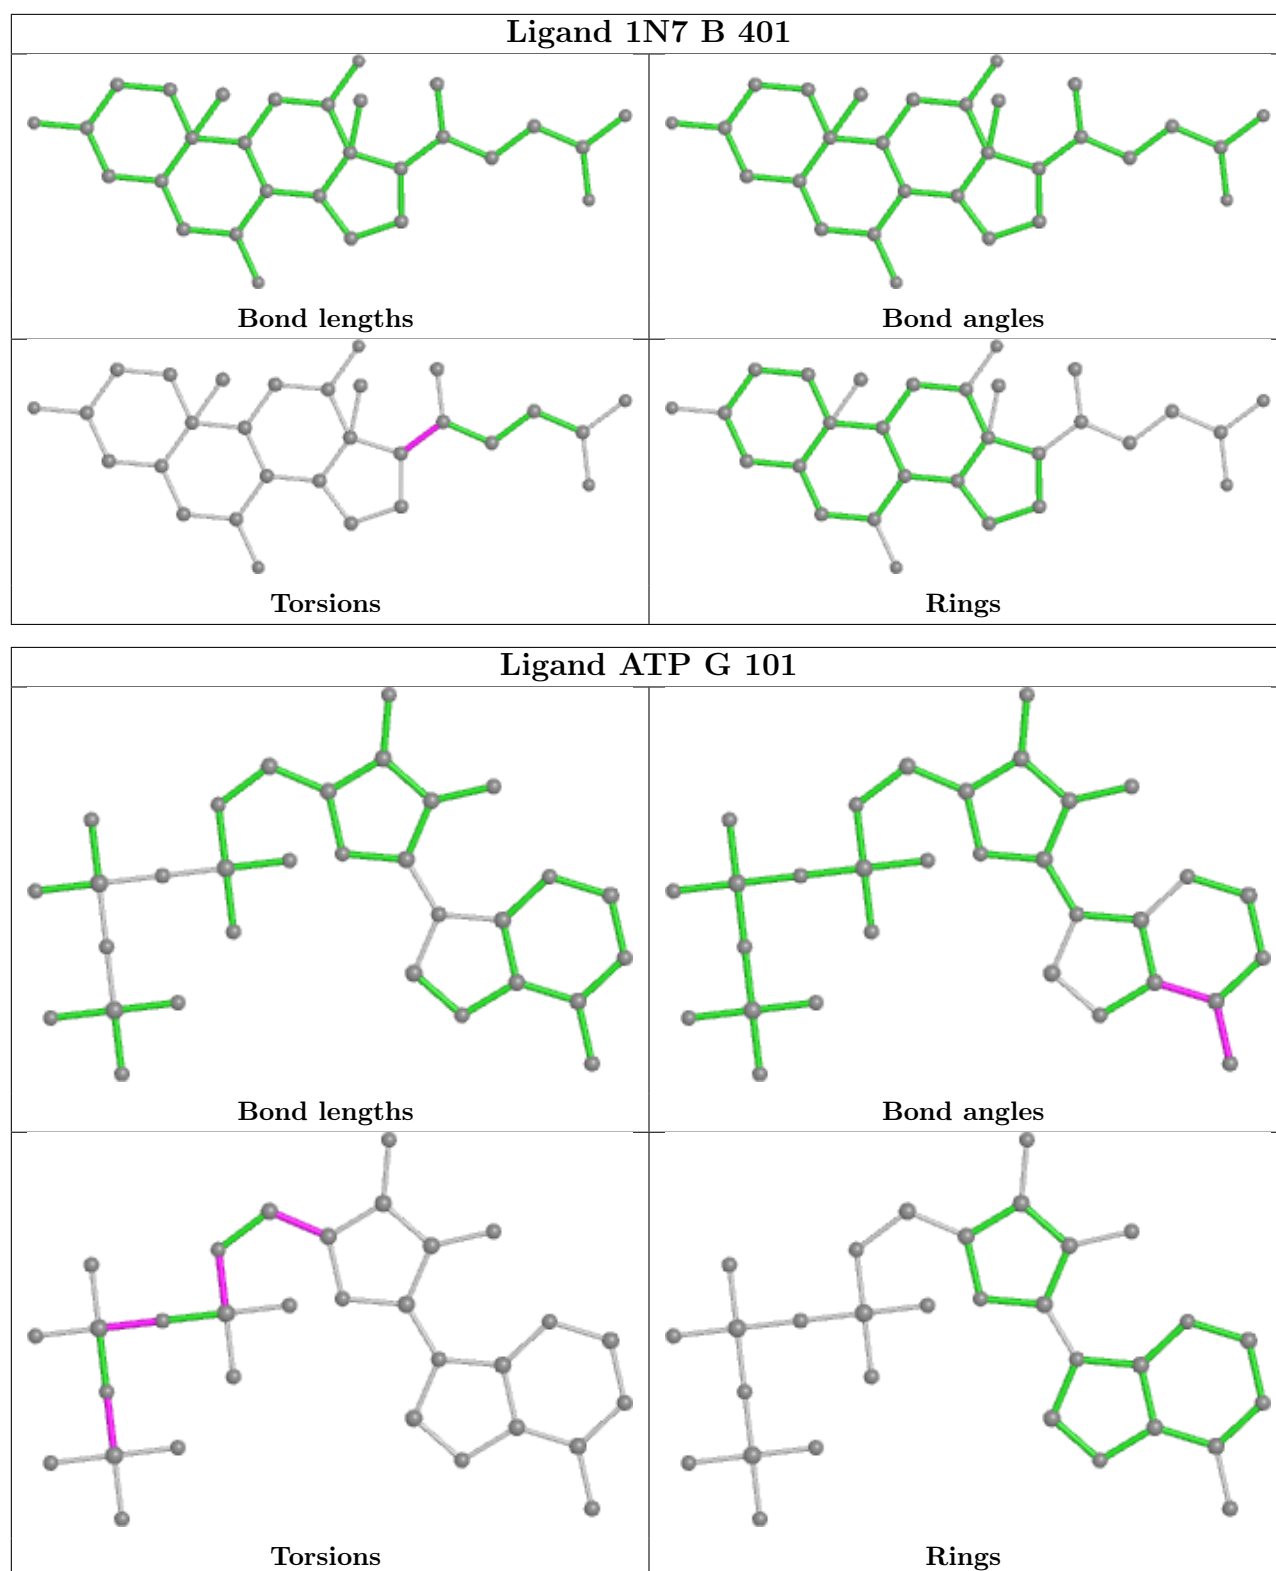 Ligand 1N7 B 401
Bond lengths
Bond angles
Torsions
Rings
Ligand ATP G 101
Bond lengths
Bond angles
Torsions
Rings